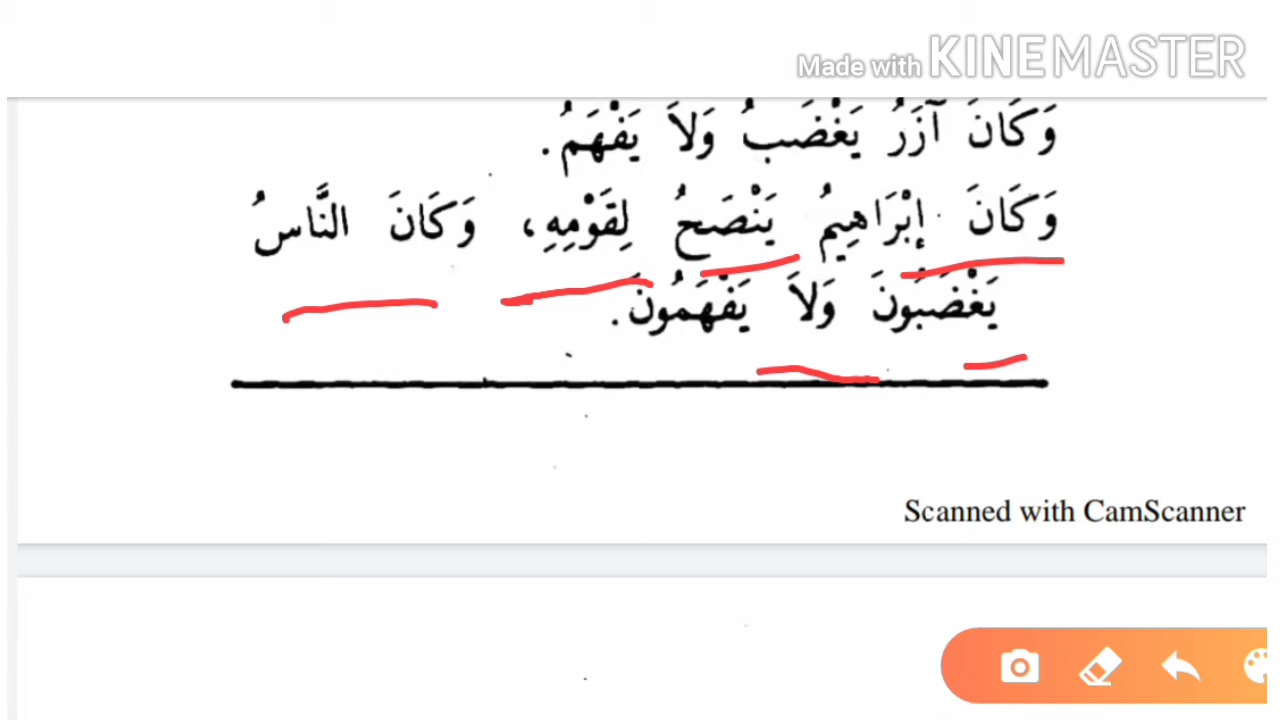 Made with KINEMASTER
وَكَانَ آزَرُ يَغْضَبُ وَلاَ يَفْهَمُ.
وَكَانَ إِبْرَاهِيمُ يَنْصَحُ لِقَوْمِهِ، وَكَانَ النَّاسُ
يَغْضَبُونَ وَلاَ يَفْهَمُونَ.
Scanned with CamScanner